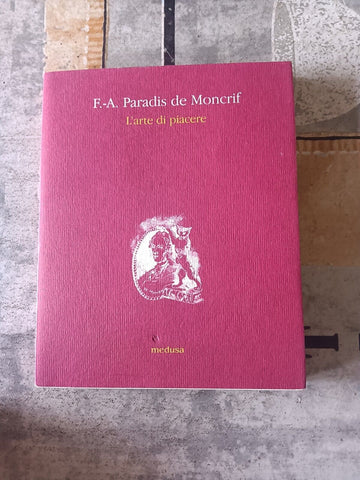 F.-A. Paradis de Moncrif
L'arte di piacere
medusa